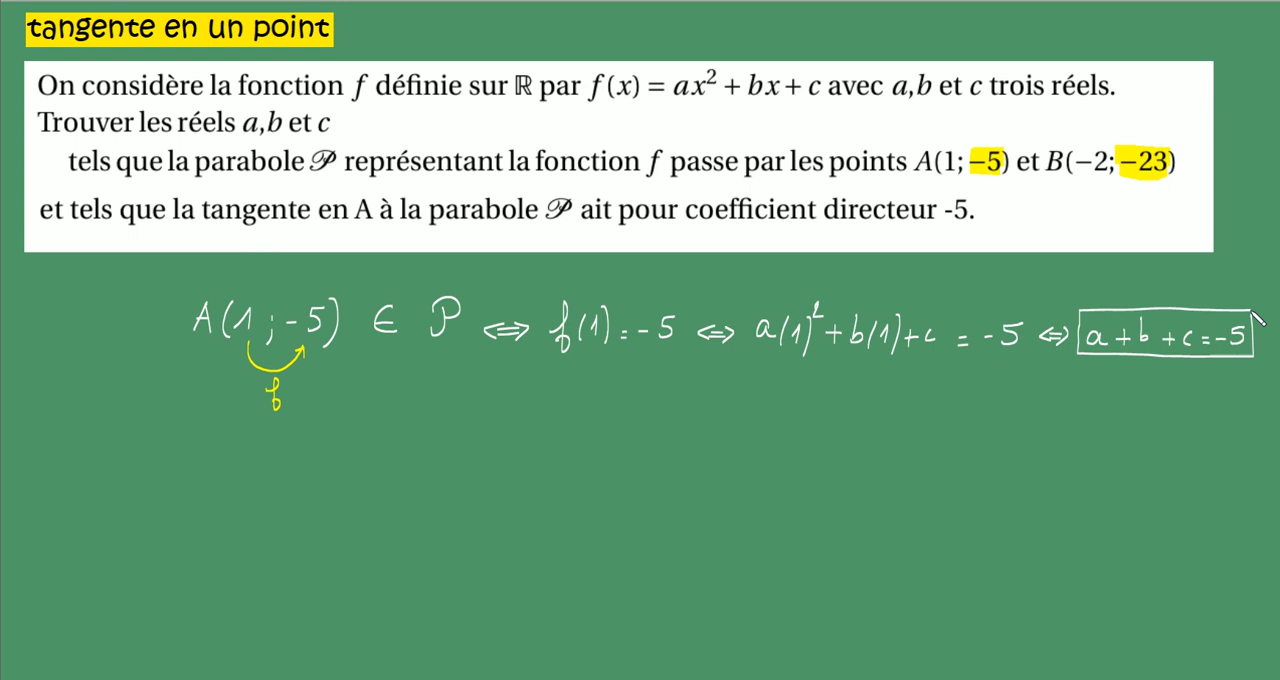 tangente en un point
On considère la fonction f définie sur ℝ par f(x) = ax² + bx + c avec a,b et c trois réels.
Trouver les réels a,b et c
tels que la parabole 𝒫 représentant la fonction f passe par les points A(1; −5) et B(−2; −23)
et tels que la tangente en A à la parabole 𝒫 ait pour coefficient directeur -5.
A(1 ; -5) ∈ P ⇔ f(1) = -5 ⇔ a(1)² + b(1) + c = -5 ⇔ a + b + c = -5
f